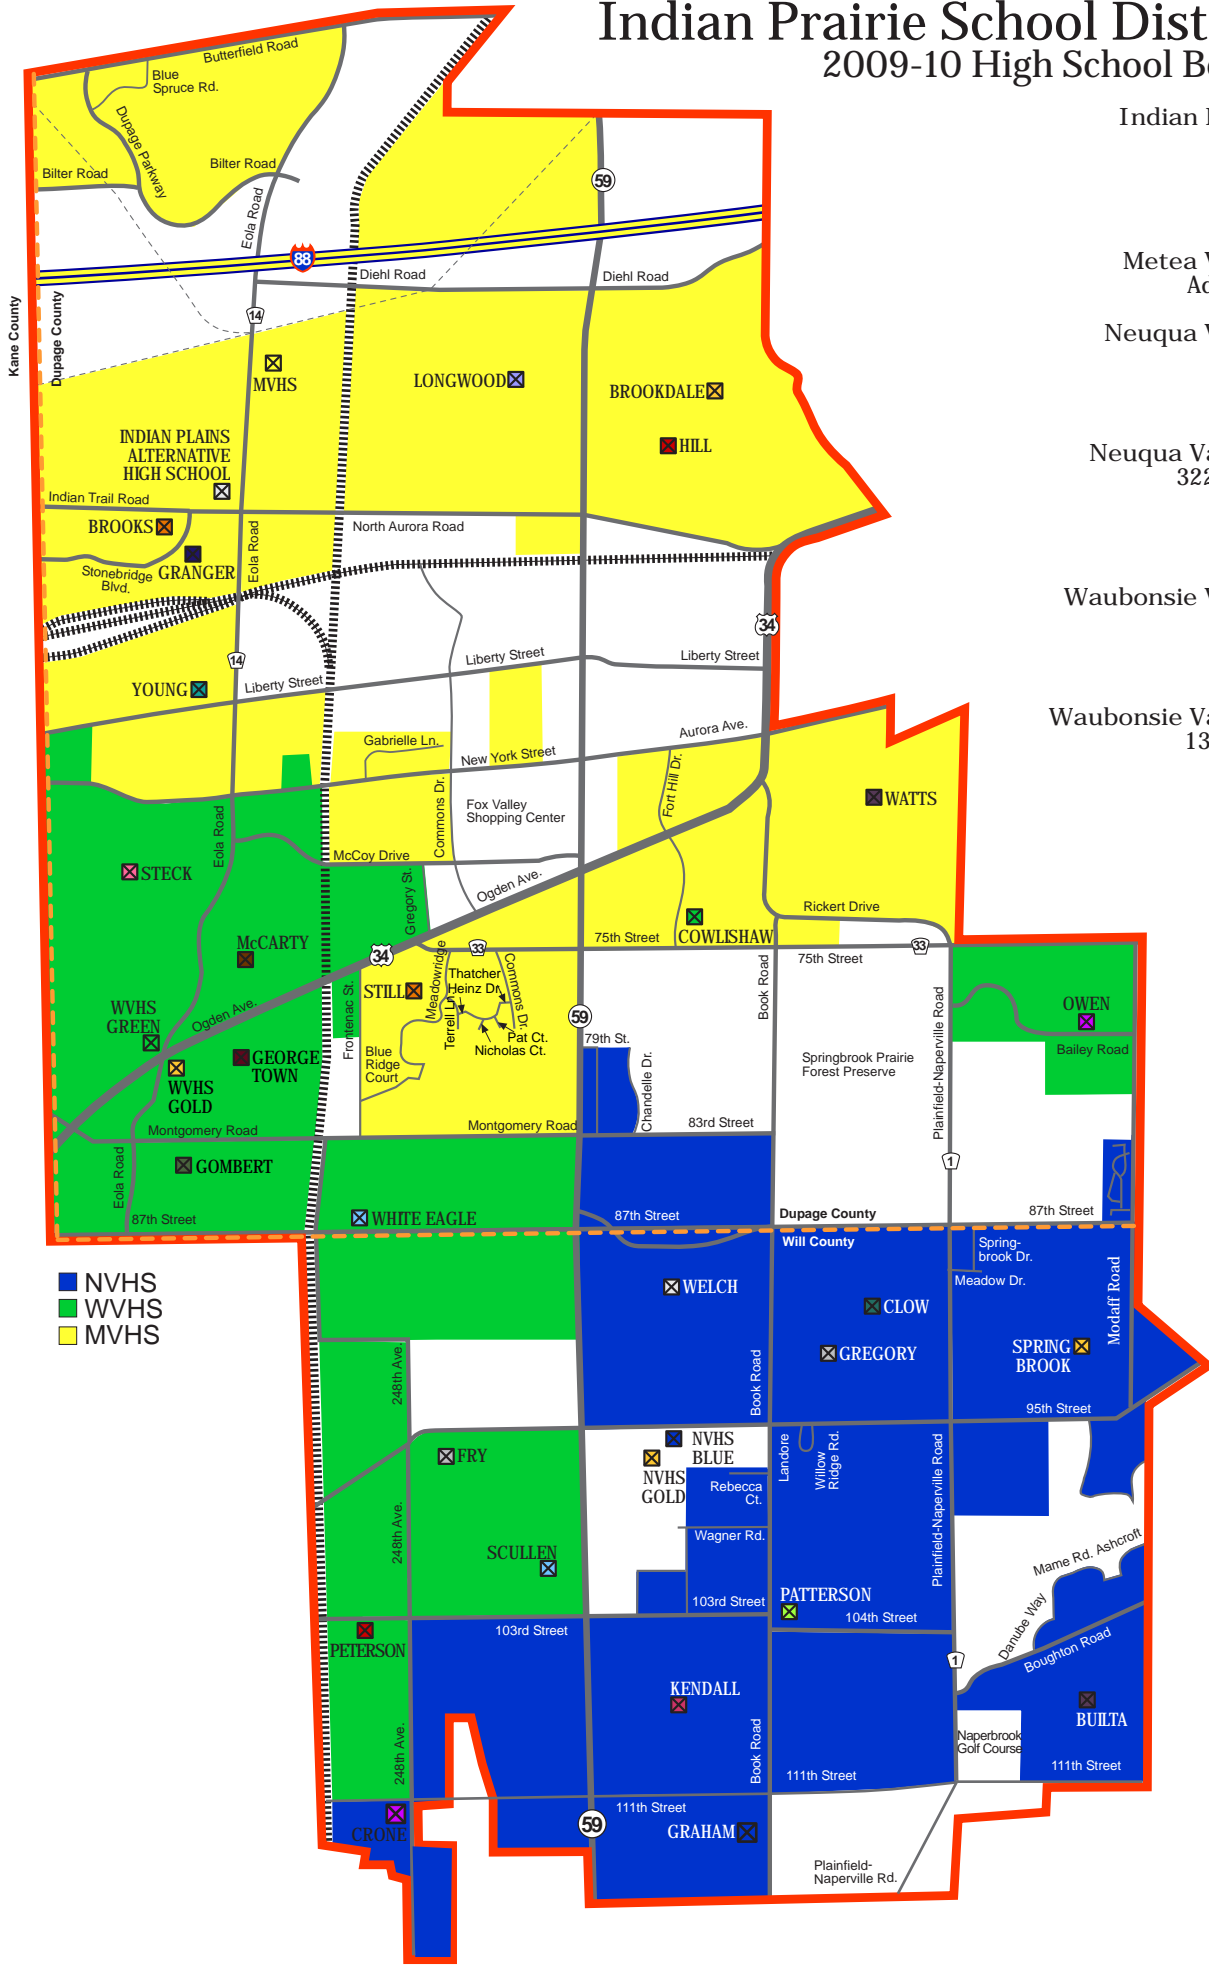 Indian Prairie School Dist
2009-10 High School B
Indian
Metea V
Ad
Neuqua V
Neuqua Va
322
Waubonsie V
Waubonsie Va
13
Butterfield Road
Blue
Spruce Rd.
Dupage Parkway
Bilter Road
Bilter Road
Eola Road
59
88
Diehl Road
Diehl Road
Kane County
Dupage County
14
MVHS
LONGWOOD
BROOKDALE
HILL
INDIAN PLAINS
ALTERNATIVE
HIGH SCHOOL
Indian Trail Road
BROOKS
North Aurora Road
Eola Road
Stonebridge
Blvd.
GRANGER
34
14
Liberty Street
Liberty Street
Liberty Street
YOUNG
Aurora Ave.
Gabrielle Ln.
New York Street
Fort Hill Dr.
WATTS
Commons Dr.
Fox Valley
Shopping Center
Eola Road
McCoy Drive
STECK
Gregory St.
Ogden Ave.
Rickert Drive
COWLISHAW
75th Street
33
33
75th Street
McCARTY
34
Meadowridge
Thatcher
Heinz Dr.
Commons Dr.
Book Road
STILL
Terrell Ln
Pat Ct.
Nicholas Ct.
OWEN
WVHS
GREEN
Ogden Ave.
Frontenac St.
59
79th St.
Plainfield-Naperville Road
Bailey Road
GEORGE
TOWN
WVHS
GOLD
Blue
Ridge
Court
Chandelle Dr.
Springbrook Prairie
Forest Preserve
Montgomery Road
Montgomery Road
83rd Street
Eola Road
GOMBERT
1
87th Street
WHITE EAGLE
87th Street
Dupage County
87th Street
Will County
Spring-
brook Dr.
Meadow Dr.
Modaff Road
NVHS
WVHS
MVHS
WELCH
CLOW
GREGORY
SPRING
BROOK
248th Ave.
Book Road
95th Street
FRY
NVHS
BLUE
NVHS
GOLD
Landore
Willow
Ridge Rd.
Plainfield-Naperville Road
Rebecca
Ct.
Wagner Rd.
248th Ave.
SCULLEN
Mame Rd. Ashcroft
PATTERSON
103rd Street
104th Street
Danube Way
Boughton Road
103rd Street
PETERSON
1
KENDALL
BUILTA
Naperbrook
Golf Course
248th Ave.
Book Road
111th Street
111th Street
111th Street
59
CRONE
GRAHAM
Plainfield-
Naperville Rd.